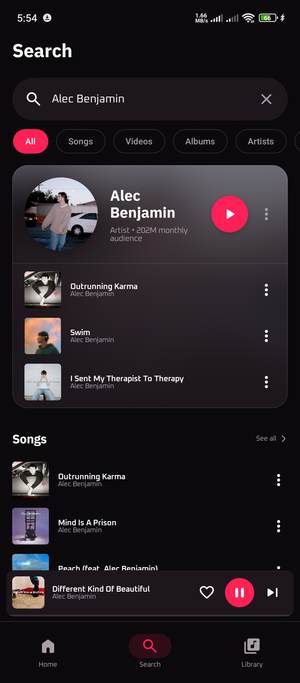 5:54
1.66
MB/s
66
Search
Alec Benjamin
All
Songs
Videos
Albums
Artists
Alec
Benjamin
Artist • 202M monthly
audience
Outrunning Karma
Alec Benjamin
Swim
Alec Benjamin
I Sent My Therapist To Therapy
Alec Benjamin
Songs
See all
Outrunning Karma
Alec Benjamin
Mind Is A Prison
Alec Benjamin
Peach (feat. Alec Benjamin)
Different Kind Of Beautiful
Alec Benjamin
Home
Search
Library